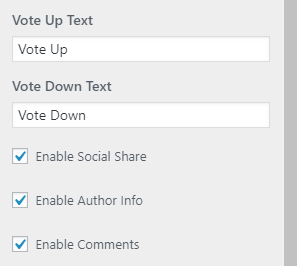 Vote Up Text
Vote Up
Vote Down Text
Vote Down
Enable Social Share
Enable Author Info
Enable Comments